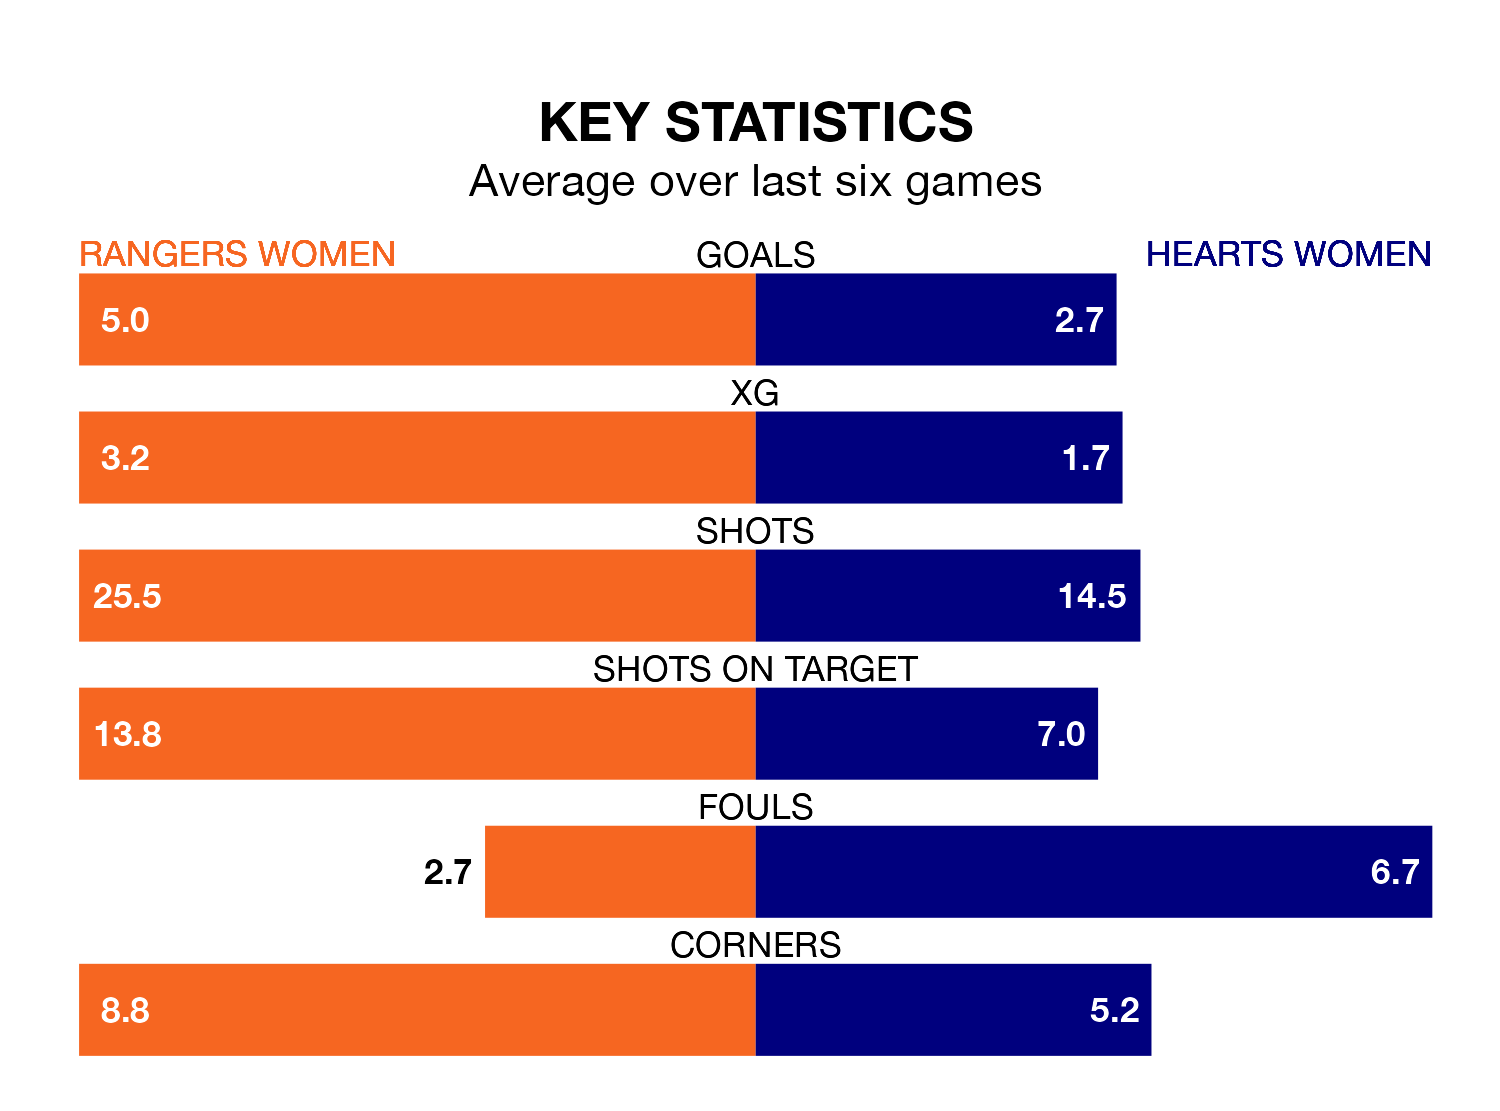 KEY STATISTICS
Average over last six games
RANGERS WOMEN GOALS HEARTS WOMEN
5.0 2.7
XG
3.2 1.7
SHOTS
25.5 14.5
SHOTS ON TARGET
13.8 7.0
FOULS
2.7 6.7
CORNERS
8.8 5.2